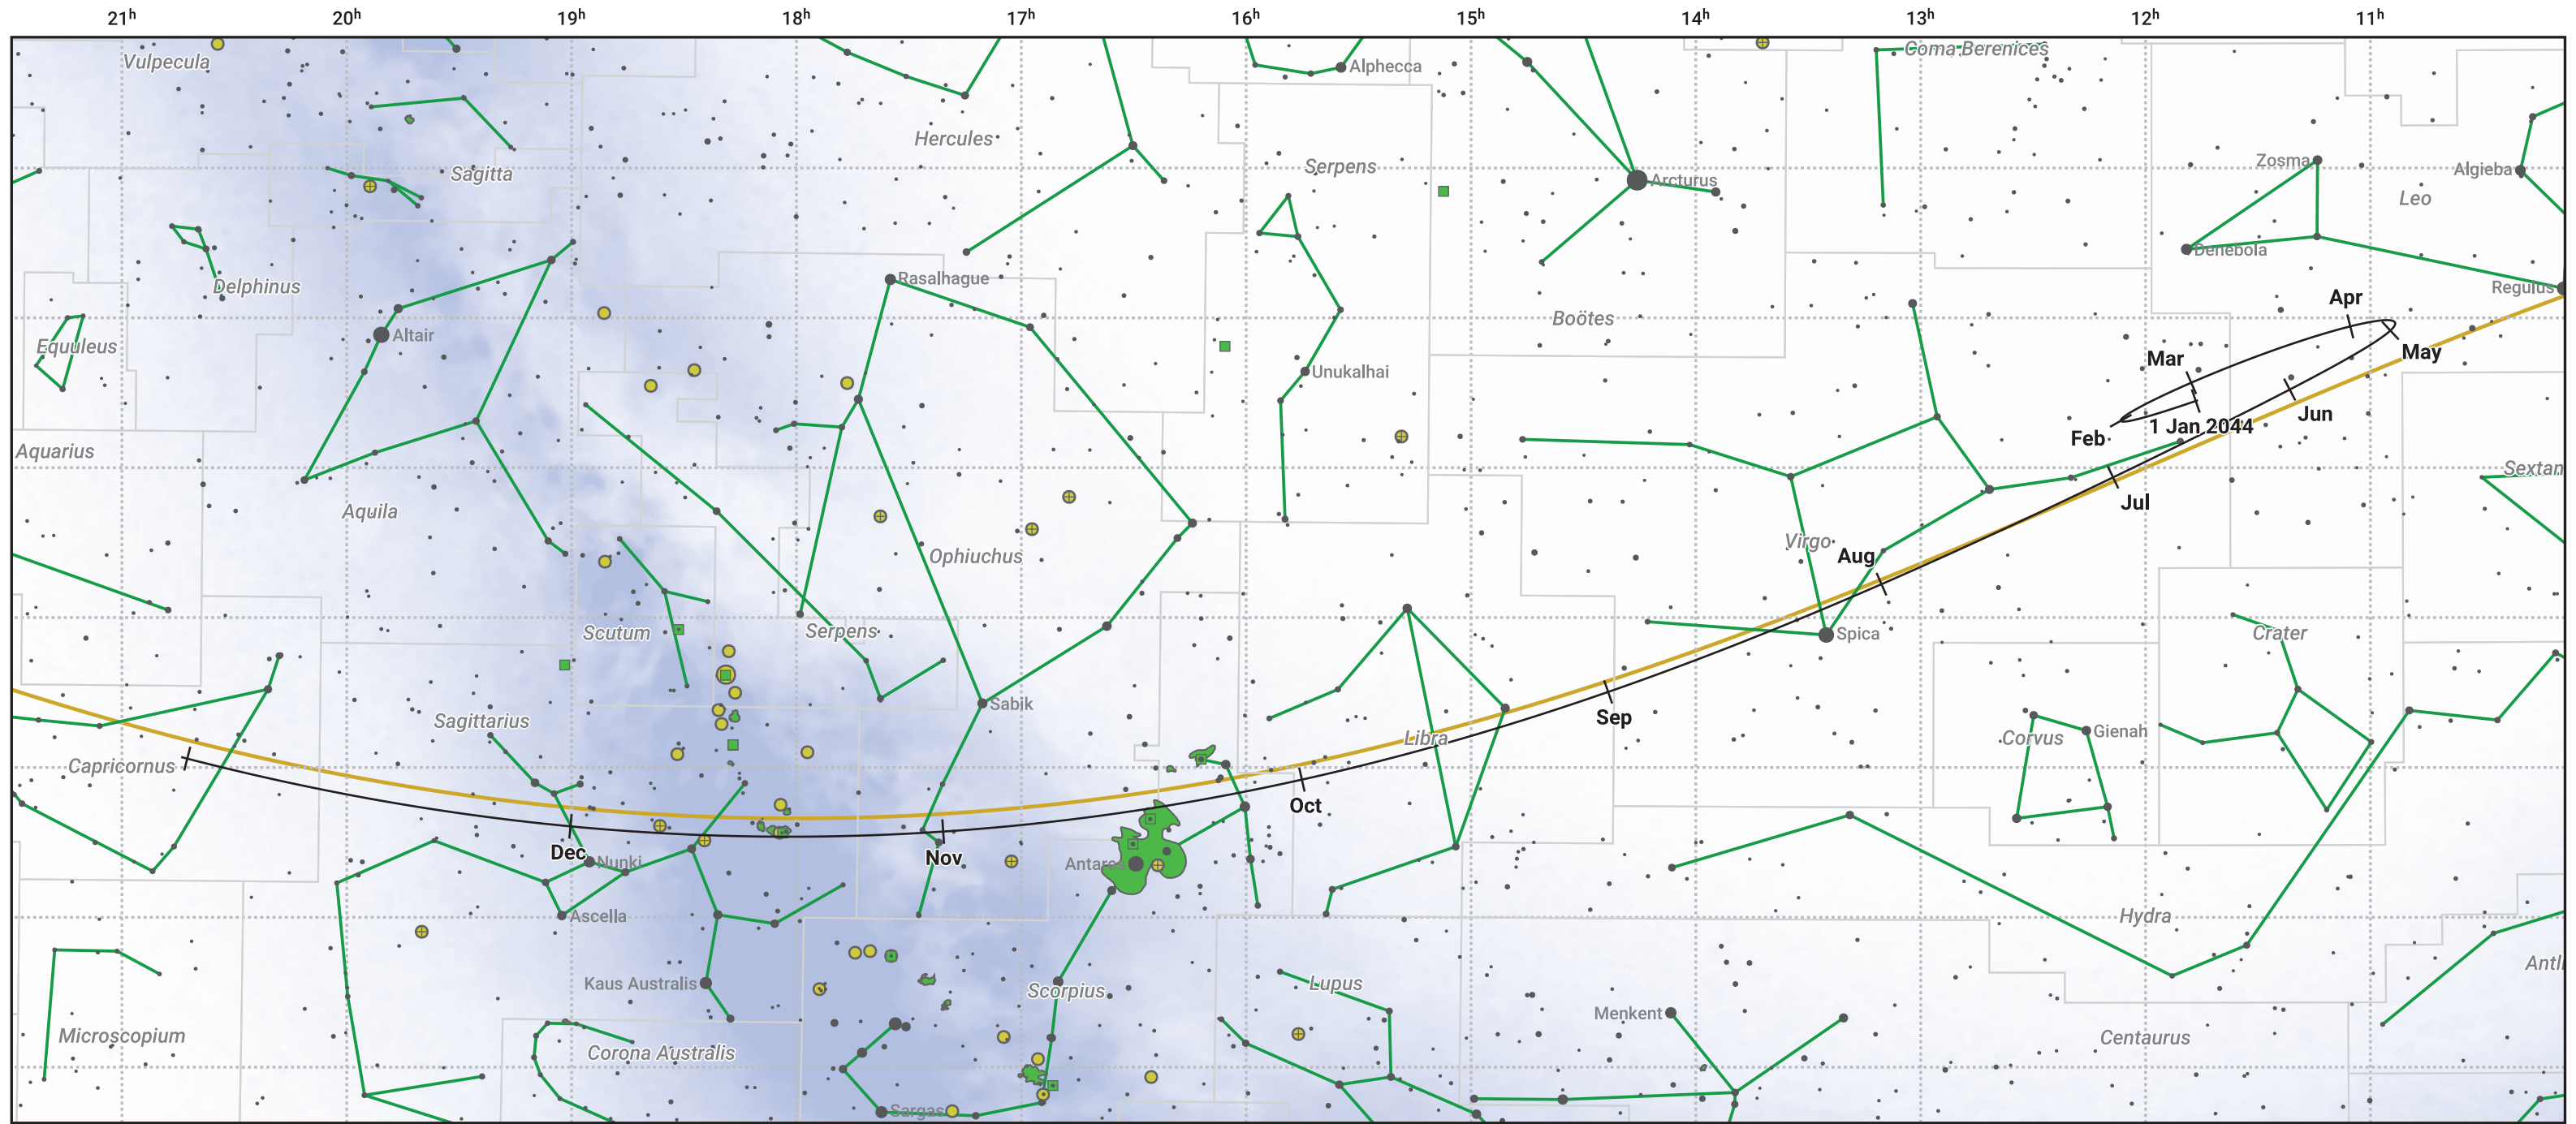 21h 20h 19h 18h 17h 16h 15h 14h 13h 12h 11h
Coma Berenices
Vulpecula
Alphecca
Hercules
Zosma
Serpens
Algieba
Sagitta
Arcturus
Leo
Denebola
Rasalhague
Delphinus
Regulus
Apr
Boötes
Altair
Equuleus
May
Mar
Unukalhai
Jun
1 Jan 2044
Feb
Aquarius
Sextan
Jul
Aquila
Virgo
Ophiuchus
Aug
Serpens
Scutum
Spica
Crater
Sabik
Sep
Sagittarius
Gienah
Libra
Corvus
Capricornus
Oct
Dec
Nov
Nunki
Antares
Ascella
Hydra
Antli
Kaus Australis
Lupus
Scorpius
Menkent
Microscopium
Centaurus
Corona Australis
Sargas